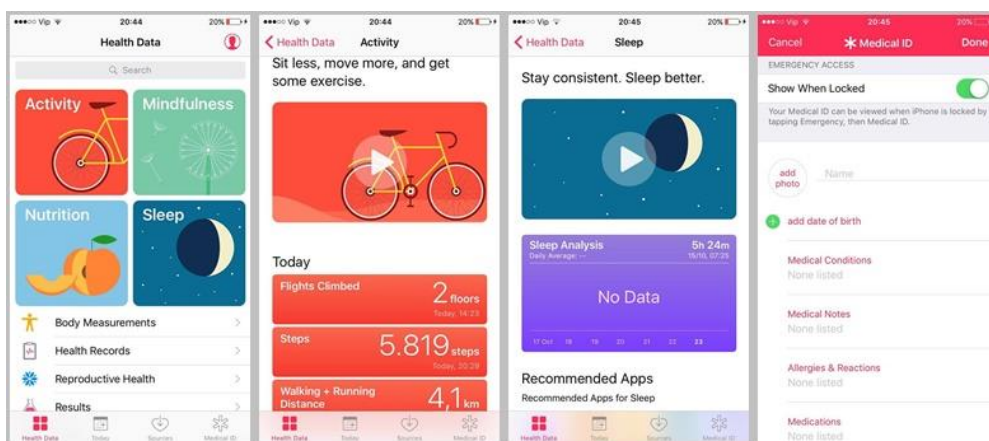 Vip
20:44
20%
Health Data
Search
Activity
Mindfulness
Nutrition
Sleep
Body Measurements
Health Records
Reproductive Health
Results
Health Data
Today
Sources
Medical ID
Vip
20:44
20%
Health Data
Activity
Sit less, move more, and get
some exercise.
Today
Flights Climbed
2 floors
Today, 14:23
Steps
5.819 steps
Today, 20:29
Walking + Running
Distance
4,1 km
Health Data
Today
Sources
Medical ID
Vip
20:45
20%
Health Data
Sleep
Stay consistent. Sleep better.
Sleep Analysis
5h 24m
Daily Average: --
15/10, 07:25
No Data
17 Oct 18 19 20 21 22 23
Recommended Apps
Recommended Apps for Sleep
Health Data
Today
Sources
Medical ID
Vip
20:45
20%
Cancel
Medical ID
Done
EMERGENCY ACCESS
Show When Locked
Your Medical ID can be viewed when iPhone is locked by
tapping Emergency, then Medical ID.
add
photo
Name
add date of birth
Medical Conditions
None listed
Medical Notes
None listed
Allergies & Reactions
None listed
Medications
None listed